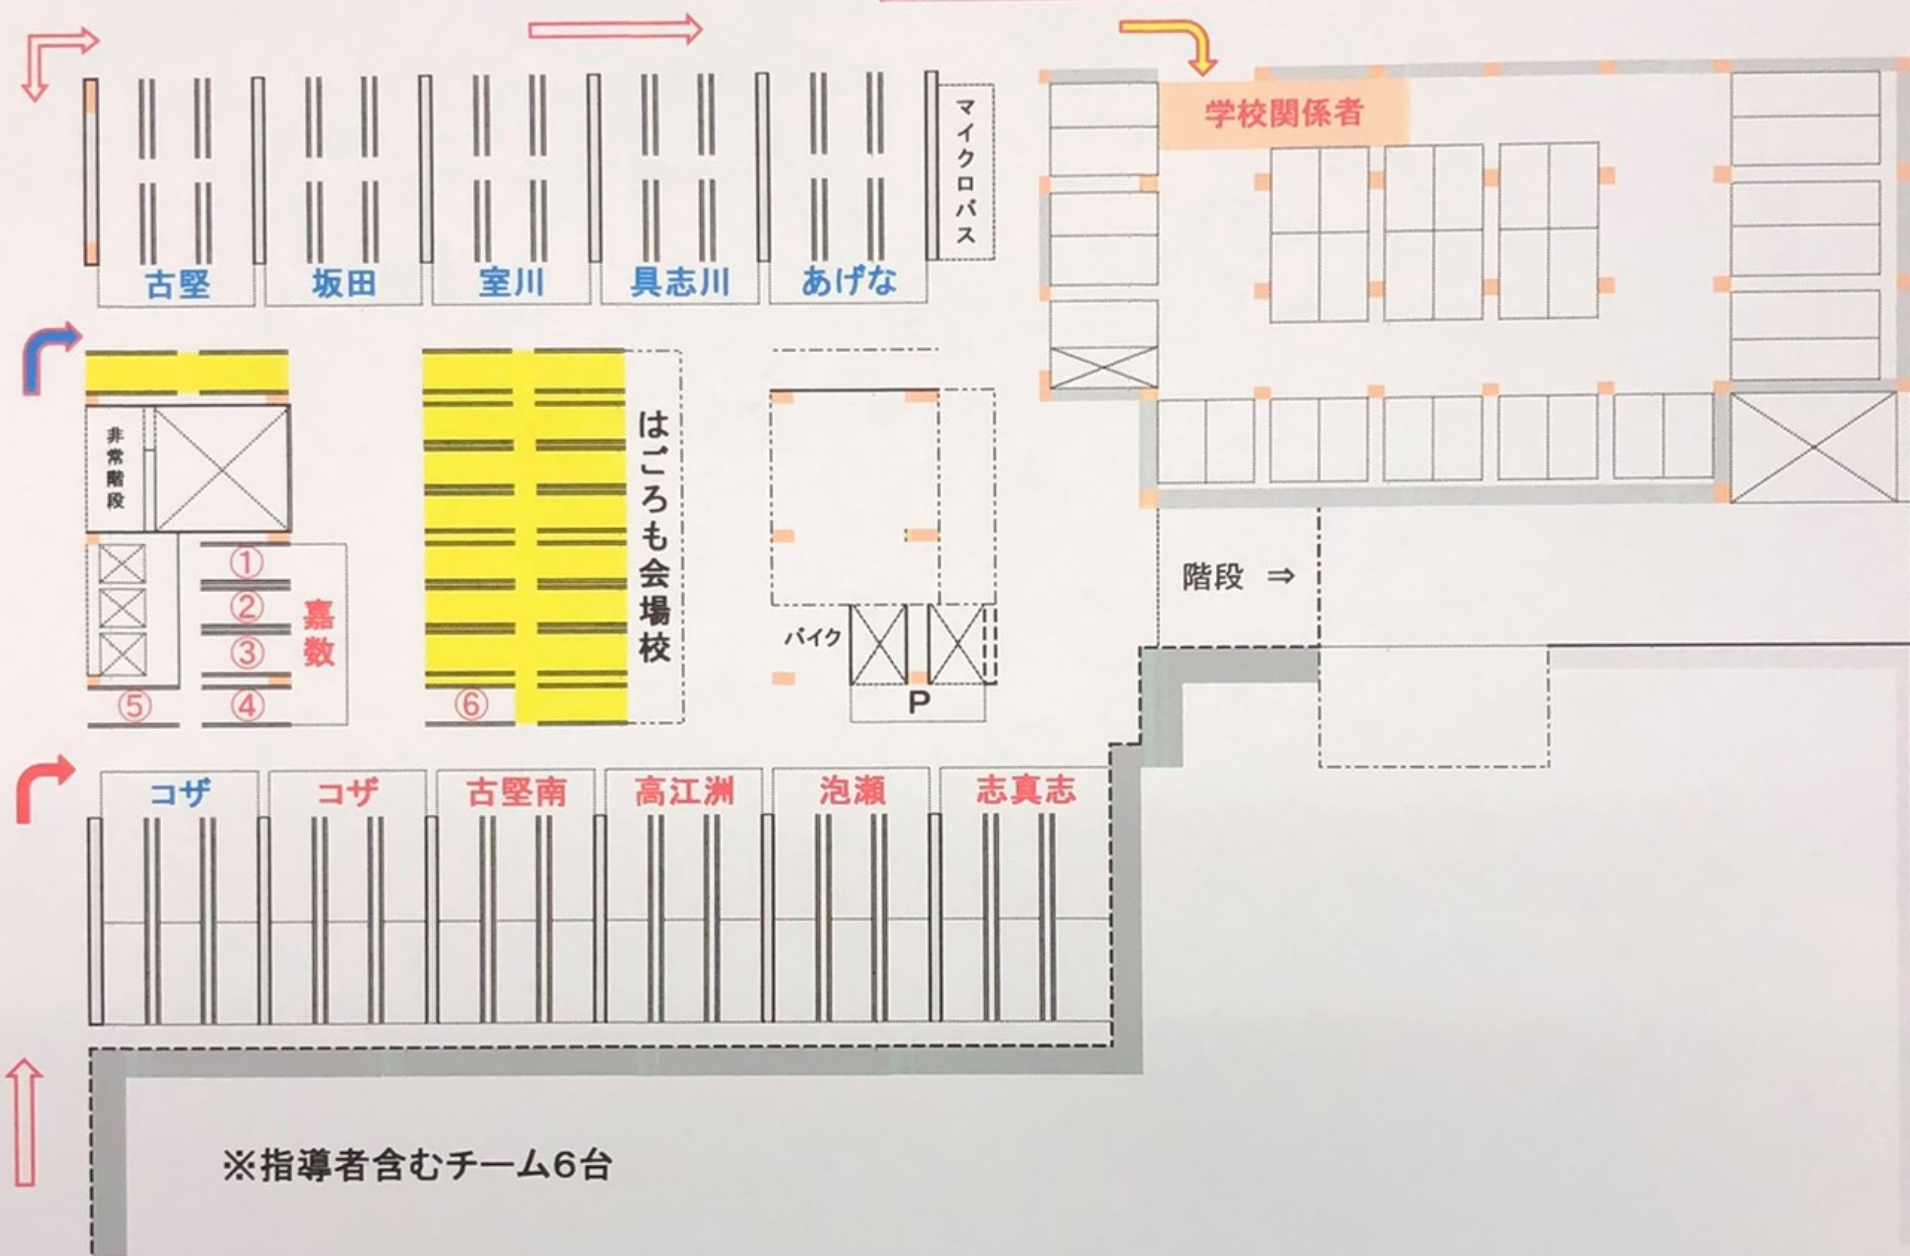 学校関係者
マイクロバス
古堅
坂田
室川
具志川
あげな
非常階段
はごろも会場校
①
②
③
④
嘉数
⑤
⑥
バイク
P
階段 ⇒
コザ
コザ
古堅南
高江洲
泡瀬
志真志
※指導者含むチーム6台